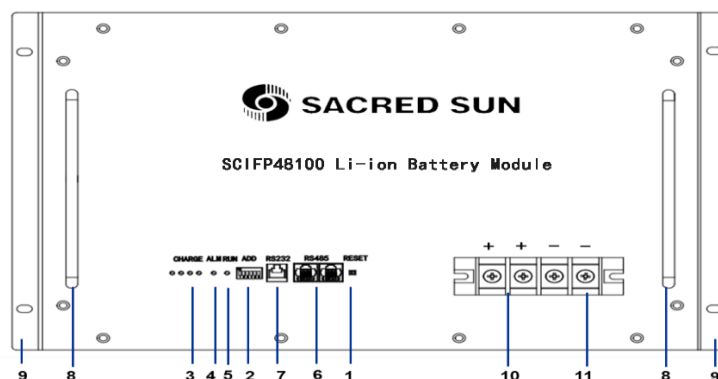 SACRED SUN
SCIFP48100 Li-ion Battery Module
CHARGE ALM RUN ADD RS232 RS485 RESET
+ + − −
9 8 3 4 5 2 7 6 1 10 11 8 9